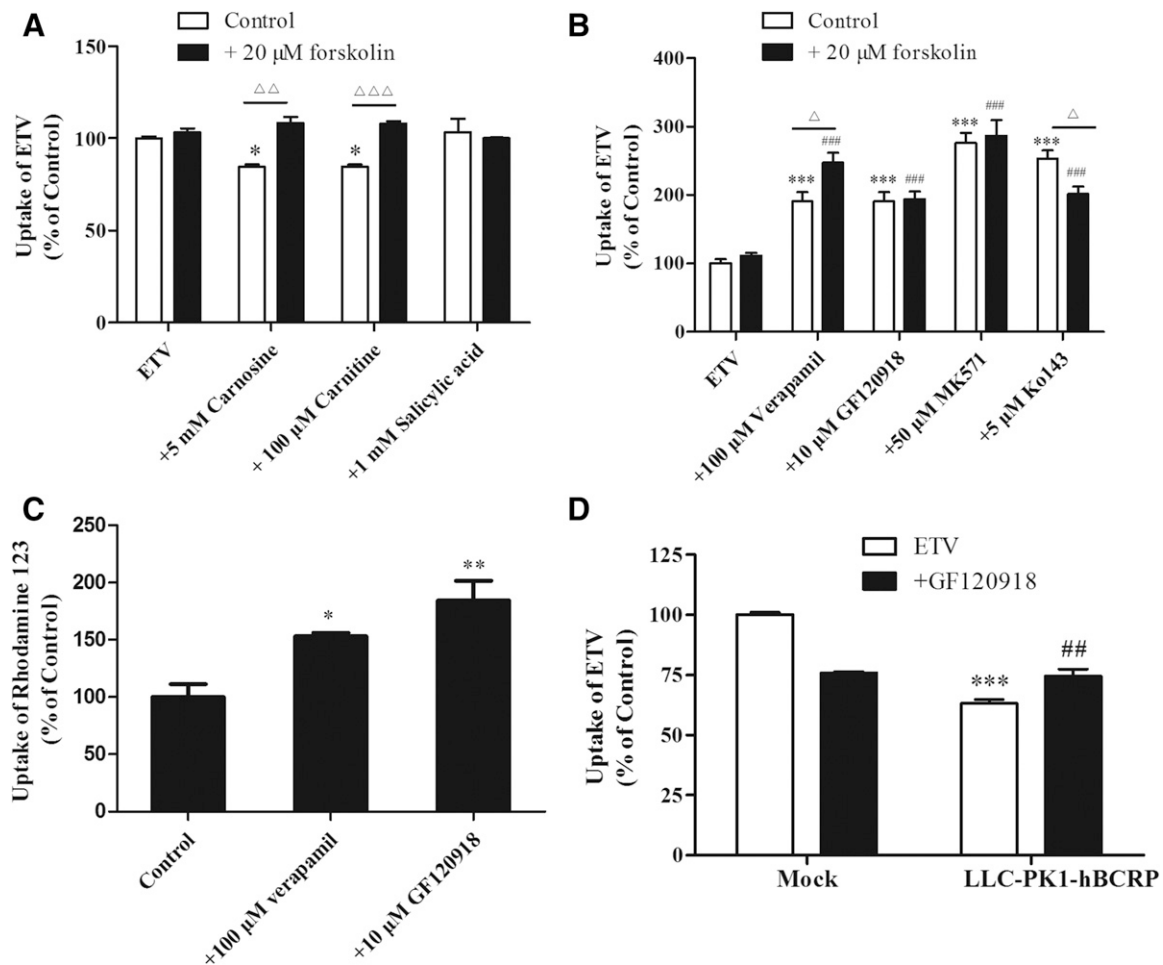 A
Control
+ 20 μM forskolin
Uptake of ETV
(% of Control)
150
100
50
0
△△
△△△
*
*
ETV
+5 mM Carnosine
+ 100 μM Carnitine
+1 mM Salicylic acid
B
Control
+ 20 μM forskolin
Uptake of ETV
(% of Control)
400
300
200
100
0
△
###
***
***
###
***
###
△
***
###
ETV
+100 μM Verapamil
+10 μM GF120918
+50 μM MK571
+5 μM Ko143
C
Uptake of Rhodamine 123
(% of Control)
250
200
150
100
50
0
*
**
Control
+100 μM verapamil
+10 μM GF120918
D
ETV
+GF120918
Uptake of ETV
(% of Control)
125
100
75
50
25
0
***
##
Mock
LLC-PK1-hBCRP